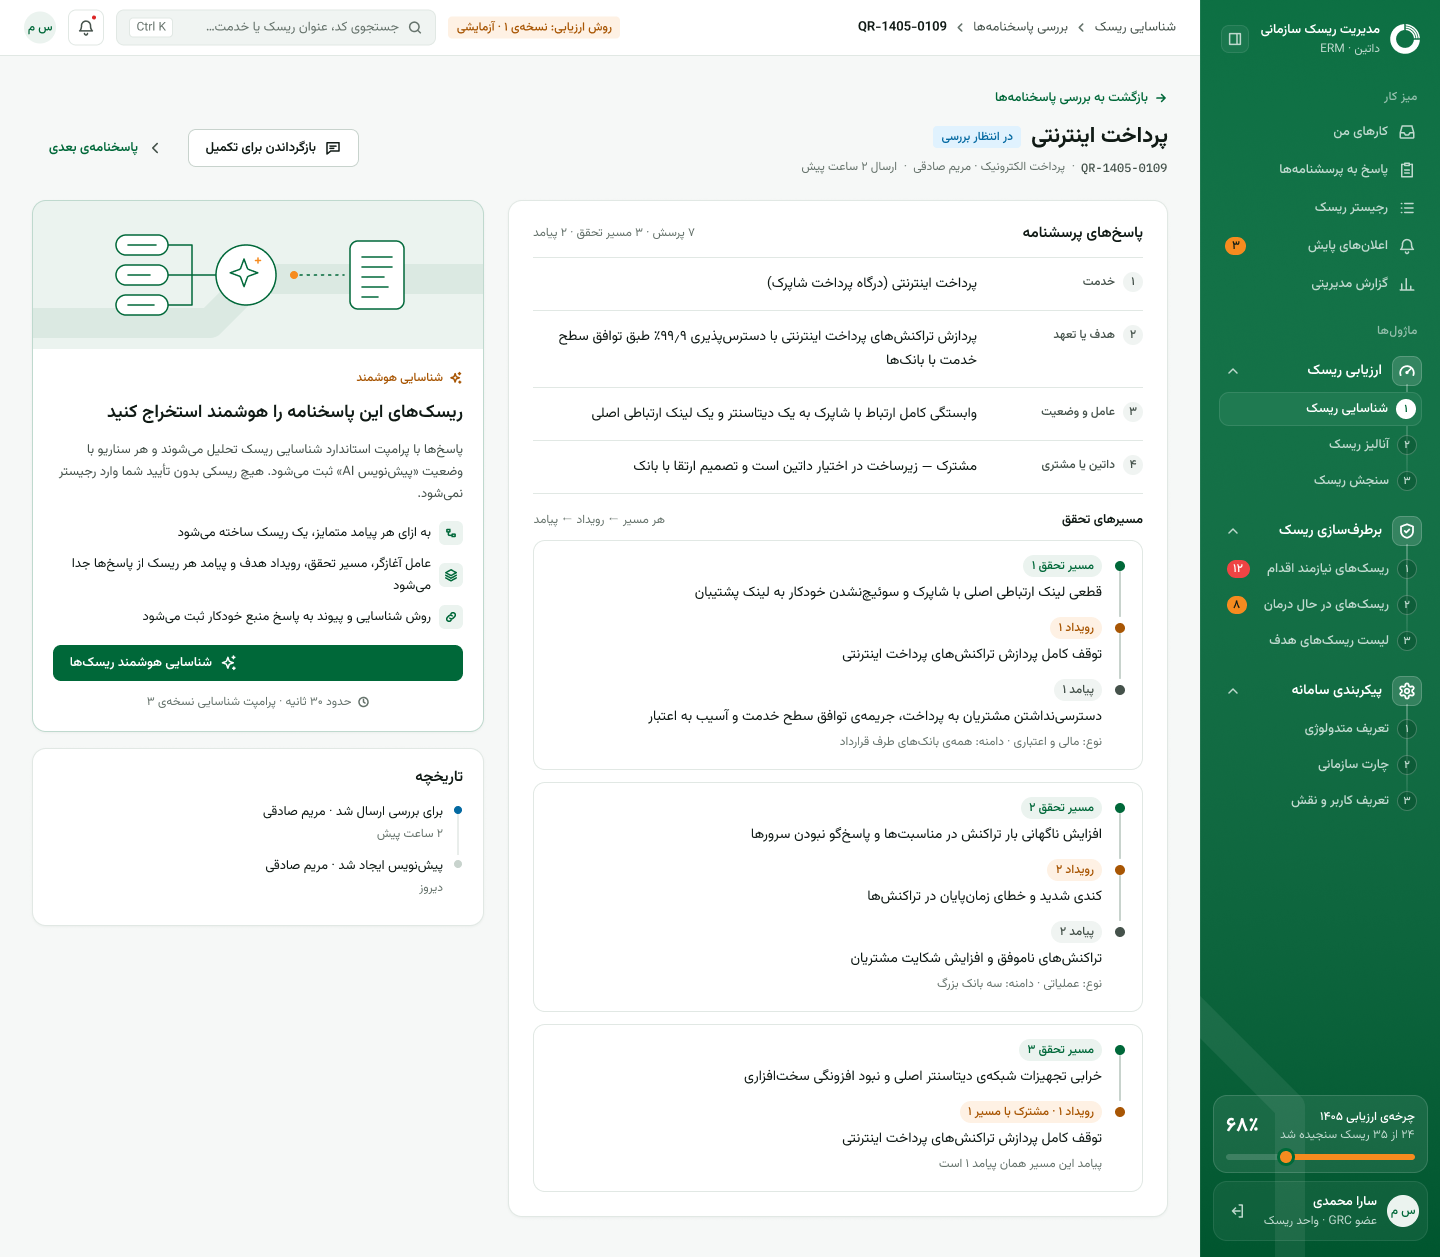 مدیریت ریسک سازمانی
داتین · ERM
میز کار
کارهای من
پاسخ به پرسشنامه‌ها
رجیستر ریسک
اعلان‌های پایش
۳
گزارش مدیریتی
ماژول‌ها
ارزیابی ریسک
۱ شناسایی ریسک
۲ آنالیز ریسک
۳ سنجش ریسک
برطرف‌سازی ریسک
۱ ریسک‌های نیازمند اقدام ۱۲
۲ ریسک‌های در حال درمان ۸
۳ لیست ریسک‌های هدف
پیکربندی سامانه
۱ تعریف متدولوژی
۲ چارت سازمانی
۳ تعریف کاربر و نقش
چرخه‌ی ارزیابی ۱۴۰۵
۲۴ از ۳۵ ریسک سنجیده شد
۶۸٪
س م
سارا محمدی
عضو GRC · واحد ریسک
شناسایی ریسک
بررسی پاسخنامه‌ها
QR-1405-0109
روش ارزیابی: نسخه‌ی ۱ · آزمایشی
جستجوی کد، عنوان ریسک یا خدمت…
Ctrl K
س م
بازگشت به بررسی پاسخنامه‌ها
پرداخت اینترنتی
در انتظار بررسی
QR-1405-0109 · پرداخت الکترونیک · مریم صادقی · ارسال ۲ ساعت پیش
بازگرداندن برای تکمیل
پاسخنامه‌ی بعدی
پاسخ‌های پرسشنامه
۷ پرسش · ۳ مسیر تحقق · ۲ پیامد
۱ خدمت
پرداخت اینترنتی (درگاه پرداخت شاپرک)
۲ هدف یا تعهد
پردازش تراکنش‌های پرداخت اینترنتی با دسترس‌پذیری ۹۹٫۹٪ طبق توافق سطح
خدمت با بانک‌ها
۳ عامل و وضعیت
وابستگی کامل ارتباط با شاپرک به یک دیتاسنتر و یک لینک ارتباطی اصلی
۴ داتین یا مشتری
مشترک — زیرساخت در اختیار داتین است و تصمیم ارتقا با بانک
مسیرهای تحقق
هر مسیر ← رویداد ← پیامد
مسیر تحقق ۱
قطعی لینک ارتباطی اصلی با شاپرک و سوئیچ‌نشدن خودکار به لینک پشتیبان
رویداد ۱
توقف کامل پردازش تراکنش‌های پرداخت اینترنتی
پیامد ۱
دسترسی‌نداشتن مشتریان به پرداخت، جریمه‌ی توافق سطح خدمت و آسیب به اعتبار
نوع: مالی و اعتباری · دامنه: همه‌ی بانک‌های طرف قرارداد
مسیر تحقق ۲
افزایش ناگهانی بار تراکنش در مناسبت‌ها و پاسخ‌گو نبودن سرورها
رویداد ۲
کندی شدید و خطای زمان‌پایان در تراکنش‌ها
پیامد ۲
تراکنش‌های ناموفق و افزایش شکایت مشتریان
نوع: عملیاتی · دامنه: سه بانک بزرگ
مسیر تحقق ۳
خرابی تجهیزات شبکه‌ی دیتاسنتر اصلی و نبود افزونگی سخت‌افزاری
رویداد ۱ · مشترک با مسیر ۱
توقف کامل پردازش تراکنش‌های پرداخت اینترنتی
پیامد این مسیر همان پیامد ۱ است
شناسایی هوشمند
ریسک‌های این پاسخنامه را هوشمند استخراج کنید
پاسخ‌ها با پرامپت استاندارد شناسایی ریسک تحلیل می‌شوند و هر سناریو با
وضعیت «پیش‌نویس AI» ثبت می‌شود. هیچ ریسکی بدون تأیید شما وارد رجیستر
نمی‌شود.
به ازای هر پیامد متمایز، یک ریسک ساخته می‌شود
عامل آغازگر، مسیر تحقق، رویداد هدف و پیامد هر ریسک از پاسخ‌ها جدا
می‌شود
روش شناسایی و پیوند به پاسخ منبع خودکار ثبت می‌شود
شناسایی هوشمند ریسک‌ها
حدود ۳۰ ثانیه · پرامپت شناسایی نسخه‌ی ۳
تاریخچه
برای بررسی ارسال شد · مریم صادقی
۲ ساعت پیش
پیش‌نویس ایجاد شد · مریم صادقی
دیروز